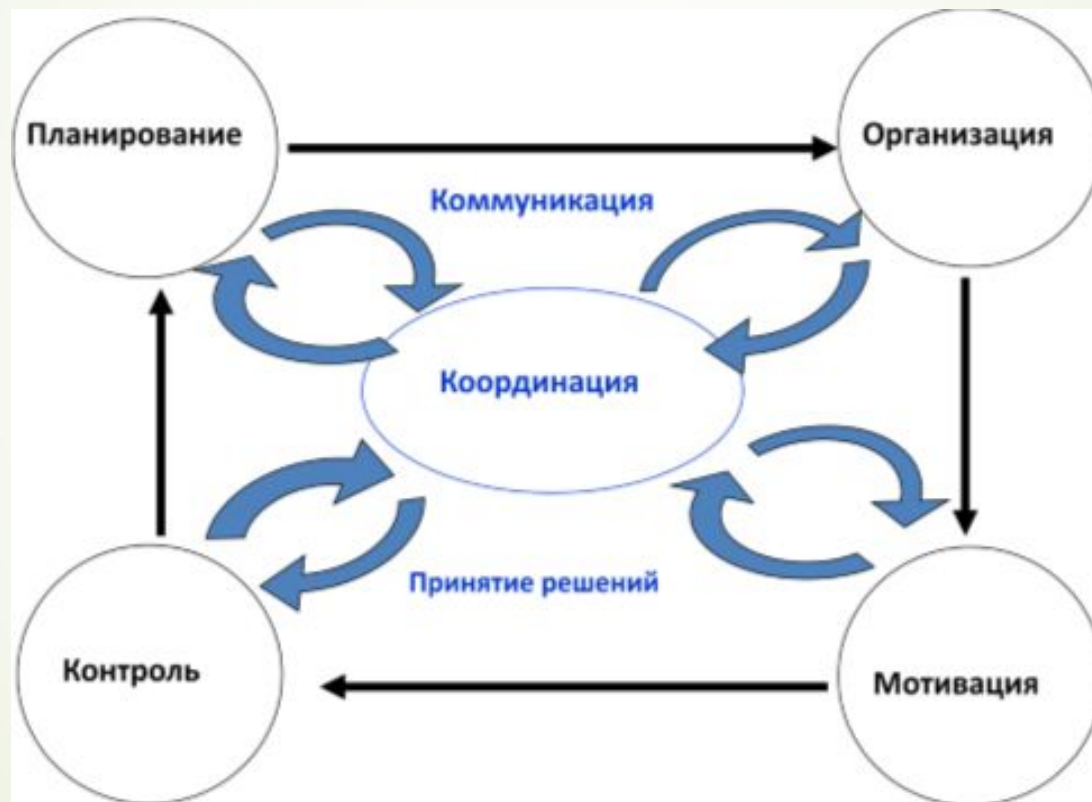 Планирование
Организация
Коммуникация
Координация
Принятие решений
Контроль
Мотивация